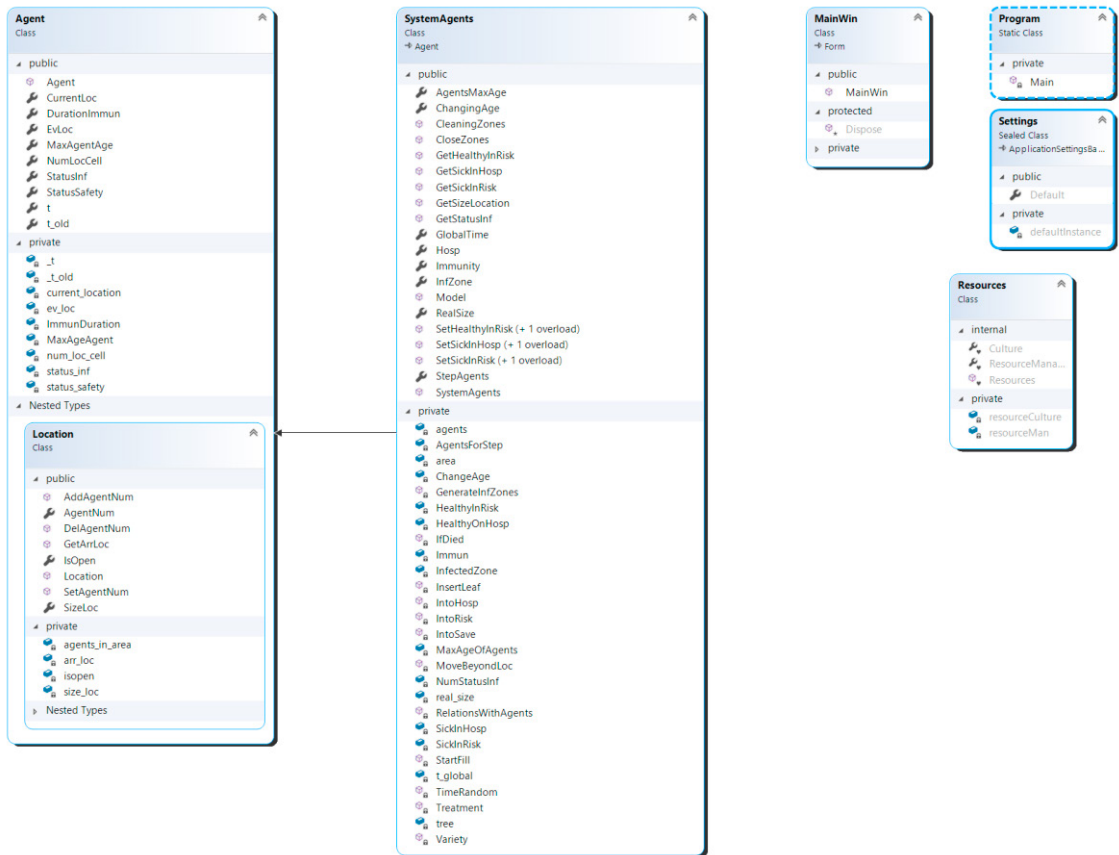 Agent
Class
public
Agent
CurrentLoc
DurationImmun
EvLoc
MaxAgentAge
NumLocCell
StatusInf
StatusSafety
t
t_old
private
_t
_t_old
current_location
ev_loc
ImmunDuration
MaxAgeAgent
num_loc_cell
status_inf
status_safety
Nested Types
Location
Class
public
AddAgentNum
AgentNum
DelAgentNum
GetArrLoc
IsOpen
Location
SetAgentNum
SizeLoc
private
agents_in_area
arr_loc
isopen
size_loc
Nested Types
SystemAgents
Class
Agent
public
AgentsMaxAge
ChangingAge
CleaningZones
CloseZones
GetHealthyInRisk
GetSickInHosp
GetSickInRisk
GetSizeLocation
GetStatusInf
GlobalTime
Hosp
Immunity
InfZone
Model
RealSize
SetHealthyInRisk (+ 1 overload)
SetSickInHosp (+ 1 overload)
SetSickInRisk (+ 1 overload)
StepAgents
SystemAgents
private
agents
AgentsForStep
area
ChangeAge
GenerateInfZones
HealthyInRisk
HealthyOnHosp
IfDied
Immun
InfectedZone
InsertLeaf
IntoHosp
IntoRisk
IntoSave
MaxAgeOfAgents
MoveBeyondLoc
NumStatusInf
real_size
RelationsWithAgents
SickInHosp
SickInRisk
StartFill
t_global
TimeRandom
Treatment
tree
Variety
MainWin
Class
Form
public
MainWin
protected
Dispose
private
Program
Static Class
private
Main
Settings
Sealed Class
ApplicationSettingsBa...
public
Default
private
defaultInstance
Resources
Class
internal
Culture
ResourceMana...
Resources
private
resourceCulture
resourceMan